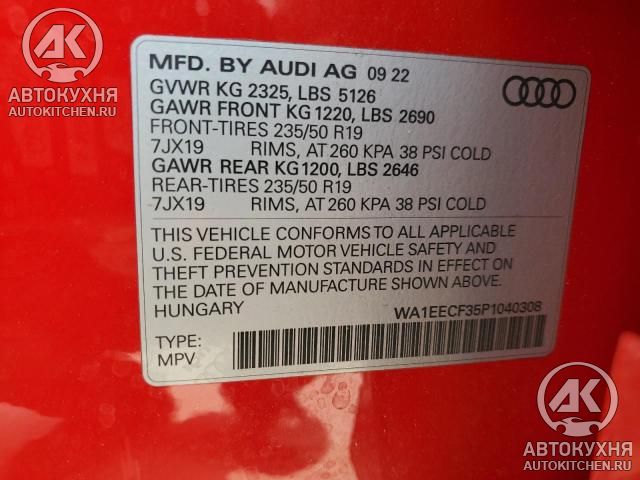 АВТОКУХНЯ
AUTOKITCHEN.RU
MFD. BY AUDI AG 09 22
GVWR KG 2325, LBS 5126
GAWR FRONT KG 1220, LBS 2690
FRONT-TIRES 235/50 R19
7JX19 RIMS, AT 260 KPA 38 PSI COLD
GAWR REAR KG 1200, LBS 2646
REAR-TIRES 235/50 R19
7JX19 RIMS, AT 260 KPA 38 PSI COLD
THIS VEHICLE CONFORMS TO ALL APPLICABLE
U.S. FEDERAL MOTOR VEHICLE SAFETY AND
THEFT PREVENTION STANDARDS IN EFFECT ON
THE DATE OF MANUFACTURE SHOWN ABOVE.
HUNGARY
WA1EECF35P1040308
TYPE:
MPV
АК
АВТОКУХНЯ
AUTOKITCHEN.RU